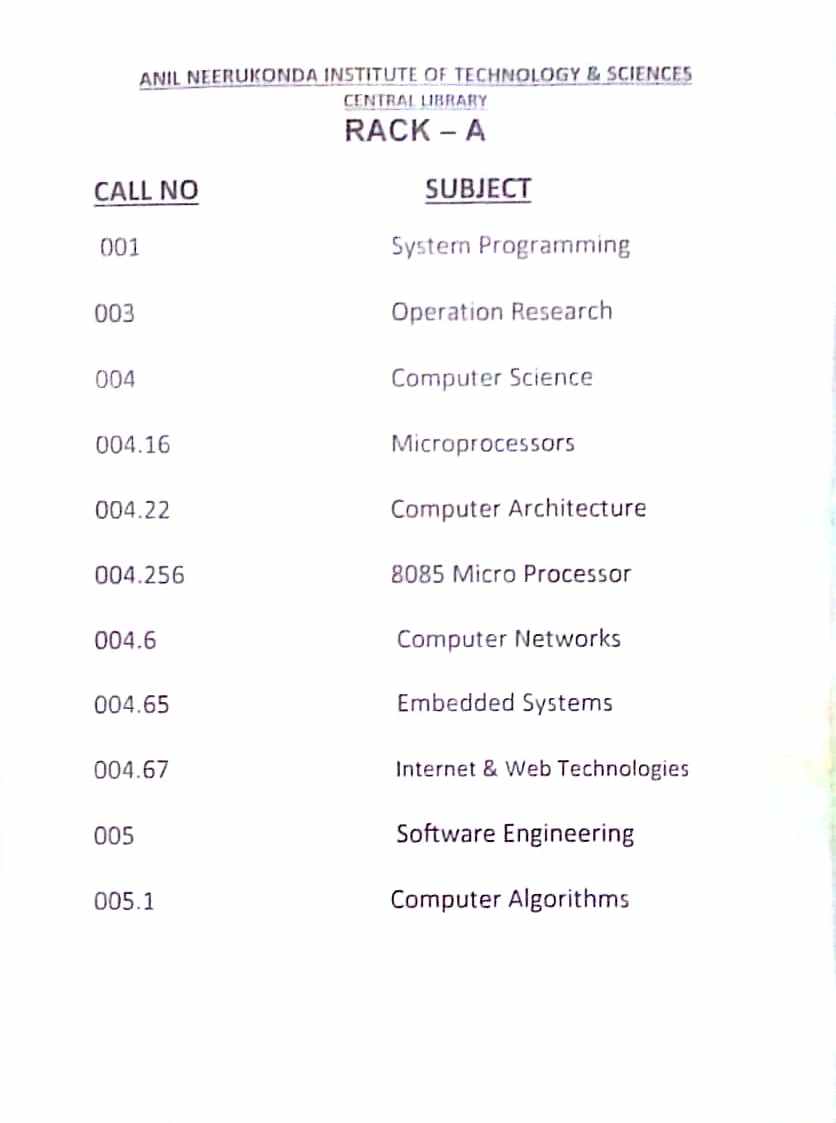 ANIL NEERUKONDA INSTITUTE OF TECHNOLOGY & SCIENCES
CENTRAL LIBRARY
RACK – A
CALL NO SUBJECT
001 System Programming
003 Operation Research
004 Computer Science
004.16 Microprocessors
004.22 Computer Architecture
004.256 8085 Micro Processor
004.6 Computer Networks
004.65 Embedded Systems
004.67 Internet & Web Technologies
005 Software Engineering
005.1 Computer Algorithms